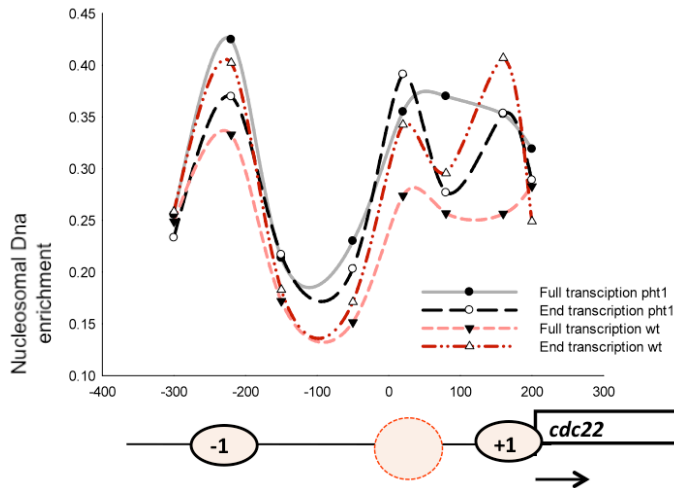 0.45
0.40
0.35
0.30
0.25
0.20
0.15
0.10
Nucleosomal Dna
enrichment
Full transciption pht1
End transcription pht1
Full transcription wt
End transcription wt
-400 -300 -200 -100 0 100 200 300
-1
+1
cdc22